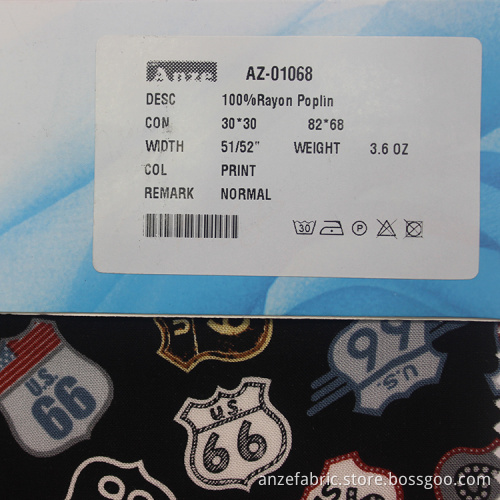 Anze AZ-01068
DESC 100%Rayon Poplin
CON 30*30 82*68
WIDTH 51/52" WEIGHT 3.6 OZ
COL PRINT
REMARK NORMAL
30 P
U.S.
66
U.S.
66
U.S.
66
anzefabric.store.bossgoo.com